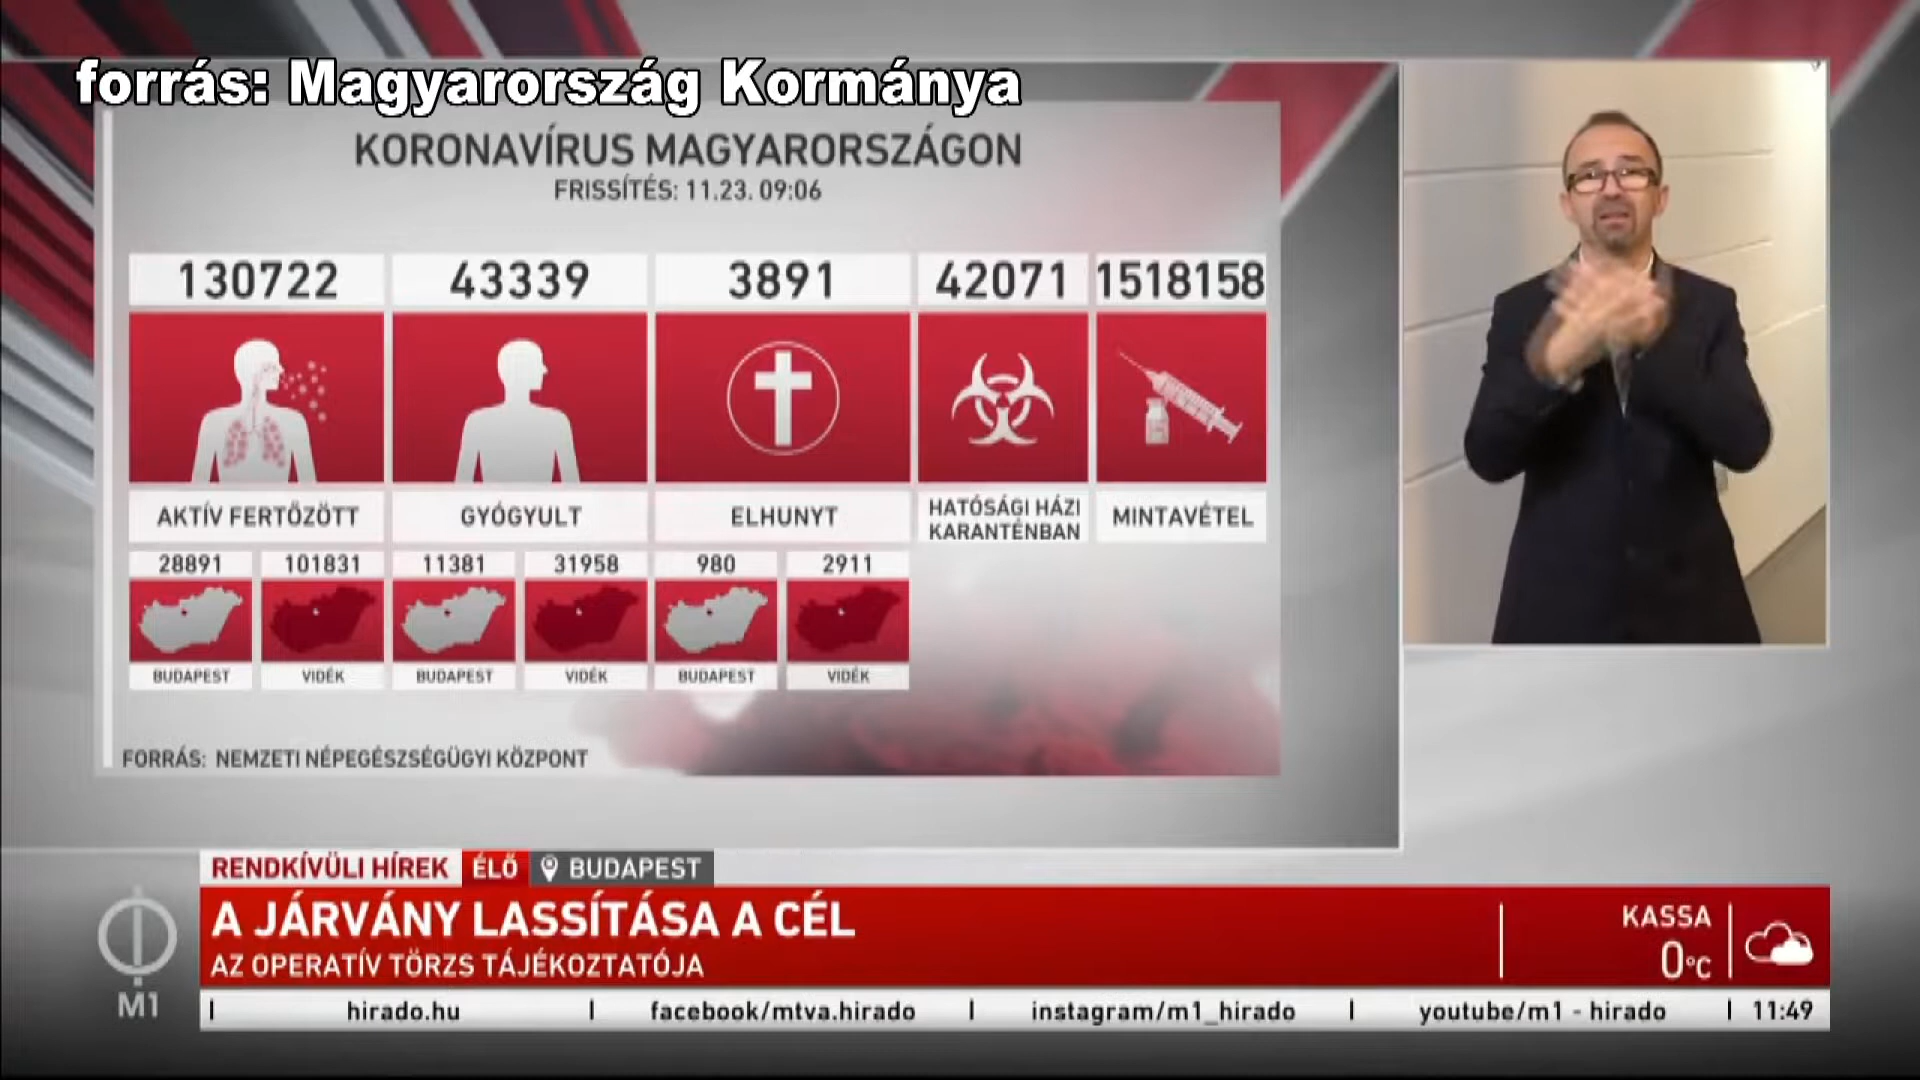 forrás: Magyarország Kormánya
KORONAVÍRUS MAGYARORSZÁGON
FRISSÍTÉS: 11.23. 09:06
130722
43339
3891
42071
1518158
AKTÍV FERTŐZÖTT
GYÓGYULT
ELHUNYT
HATÓSÁGI HÁZI
KARANTÉNBAN
MINTAVÉTEL
28891
101831
11381
31958
980
2911
BUDAPEST
VIDÉK
BUDAPEST
VIDÉK
BUDAPEST
VIDÉK
FORRÁS: NEMZETI NÉPEGÉSZSÉGÜGYI KÖZPONT
RENDKÍVÜLI HÍREK
ÉLŐ
BUDAPEST
A JÁRVÁNY LASSÍTÁSA A CÉL
AZ OPERATÍV TÖRZS TÁJÉKOZTATÓJA
KASSA
0°C
M1
hirado.hu
facebook/mtva.hirado
instagram/m1_hirado
youtube/m1 - hirado
11:49